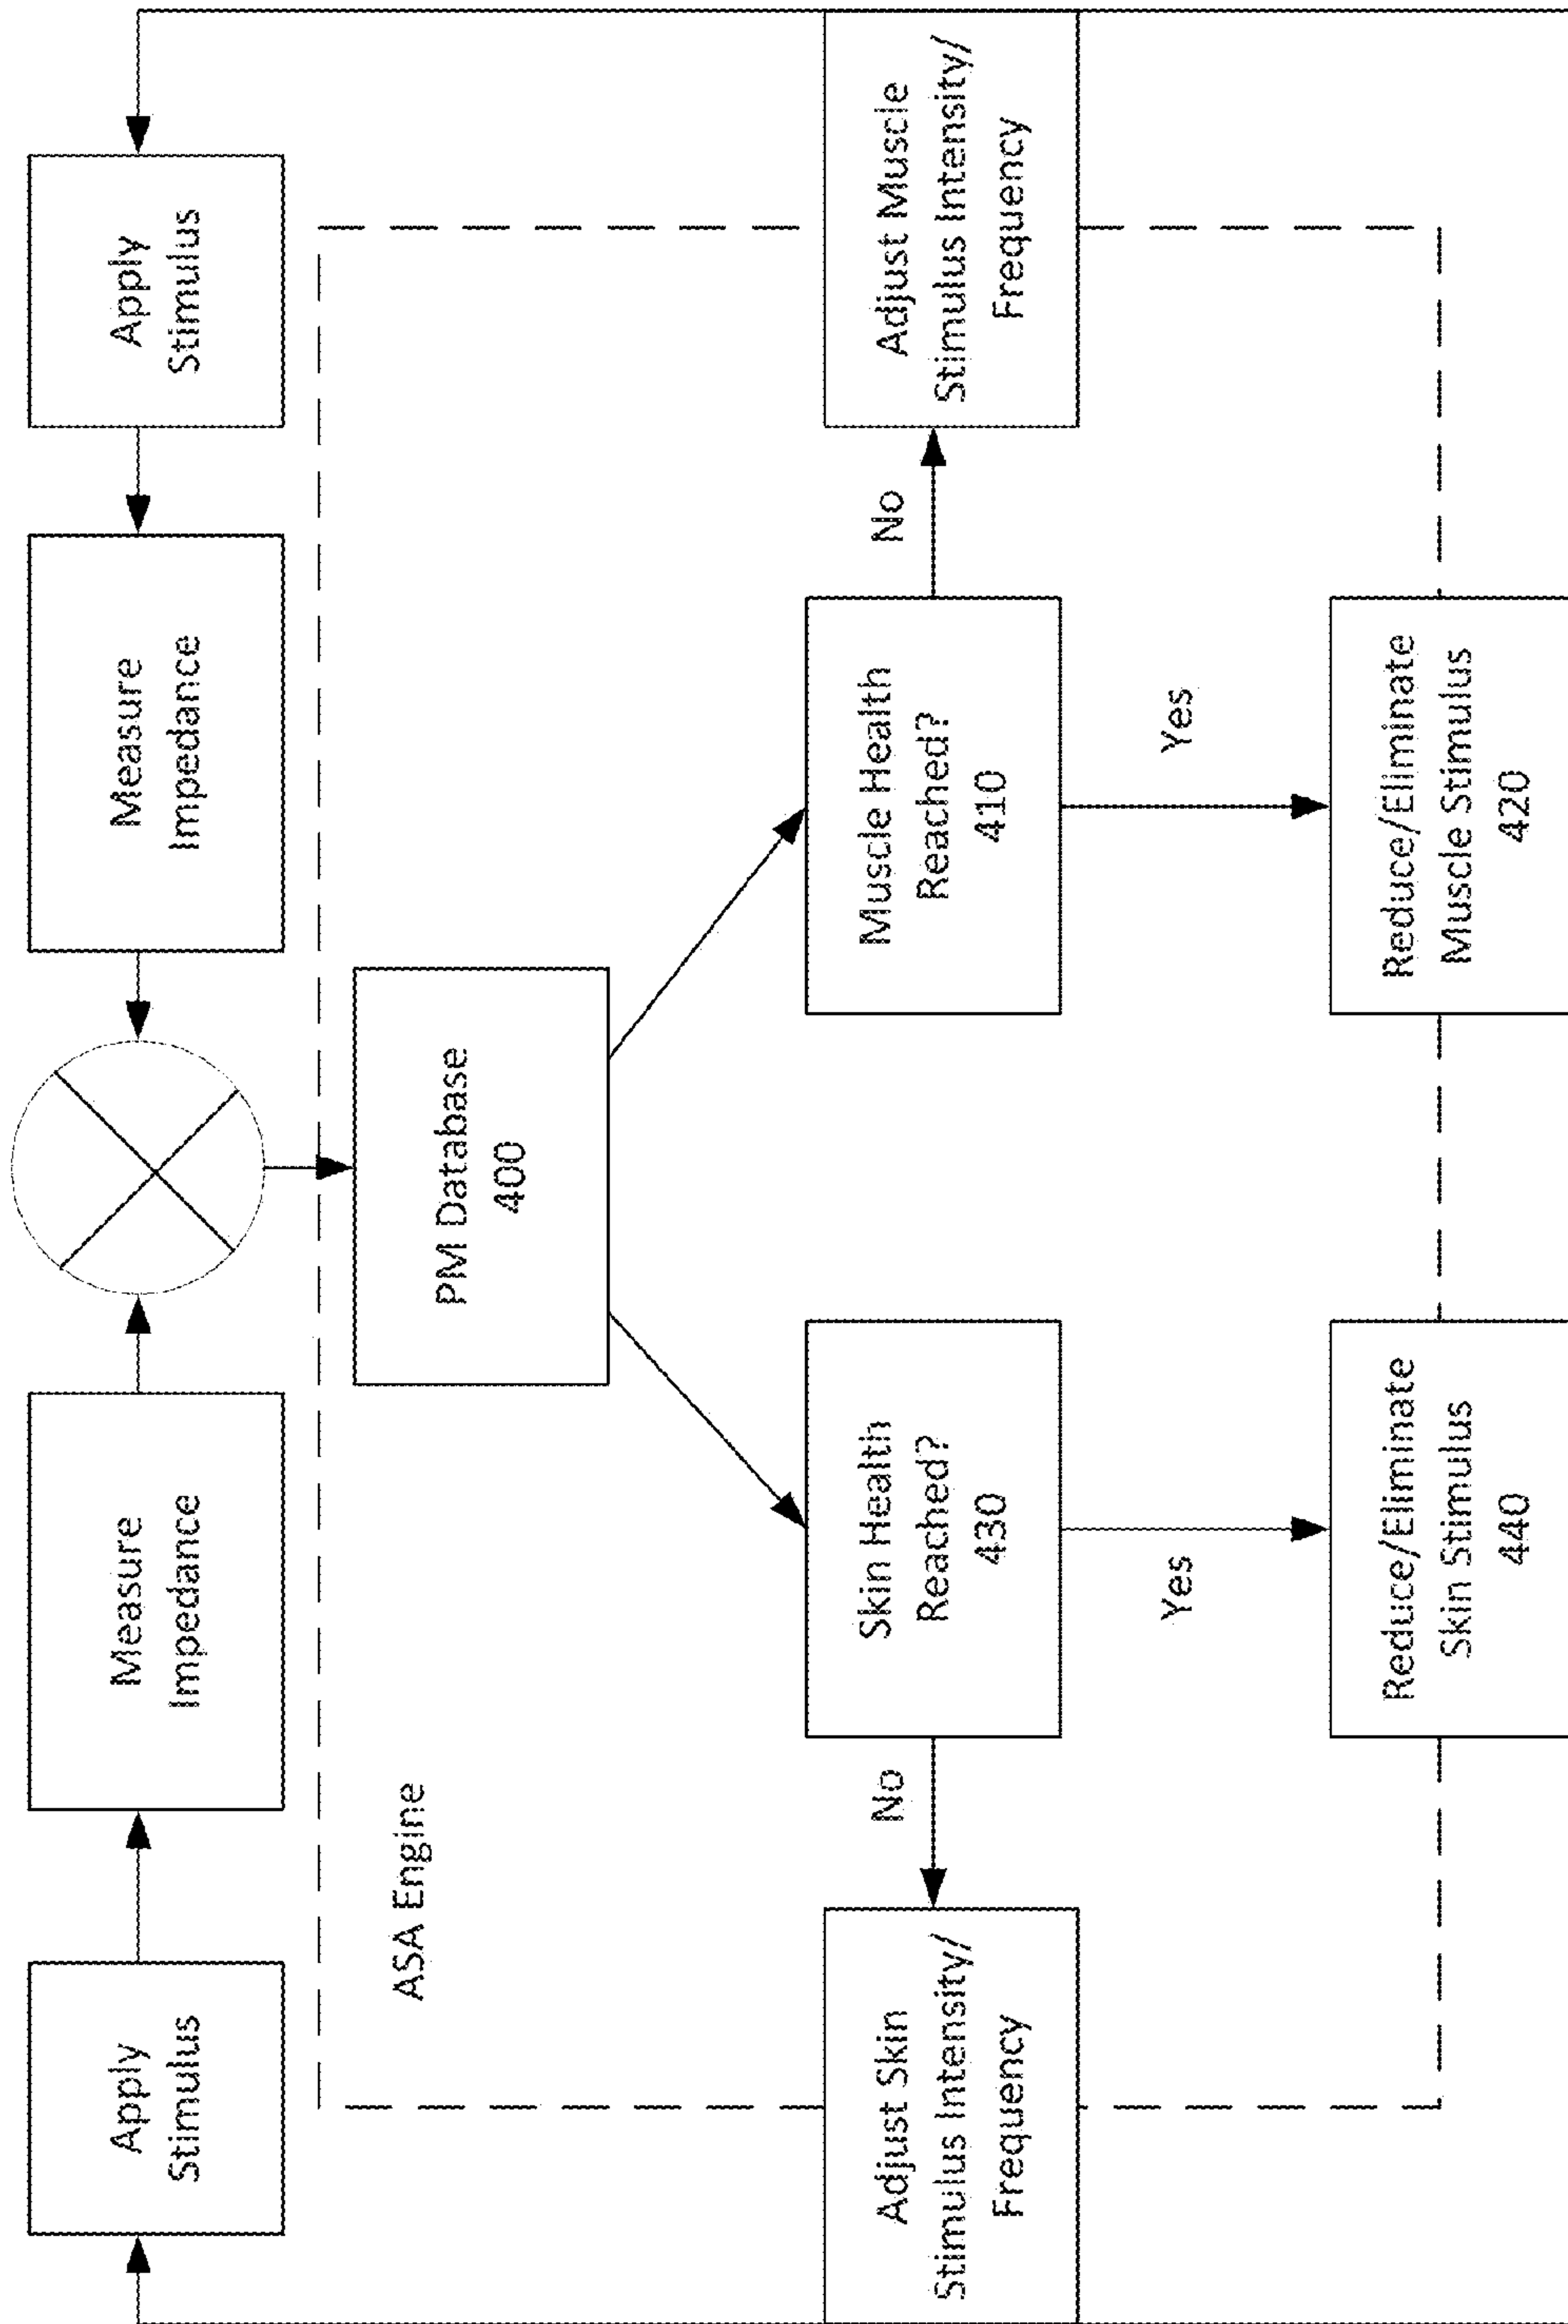 Apply
Stimulus
Measure
Impedance
Measure
Impedance
Apply
Stimulus
ASA Engine
PM Database
400
Adjust Skin
Stimulus Intensity/
Frequency
No
Skin Health
Reached?
430
Muscle Health
Reached?
410
No
Adjust Muscle
Stimulus Intensity/
Frequency
Yes
Yes
Reduce/Eliminate
Skin Stimulus
440
Reduce/Eliminate
Muscle Stimulus
420